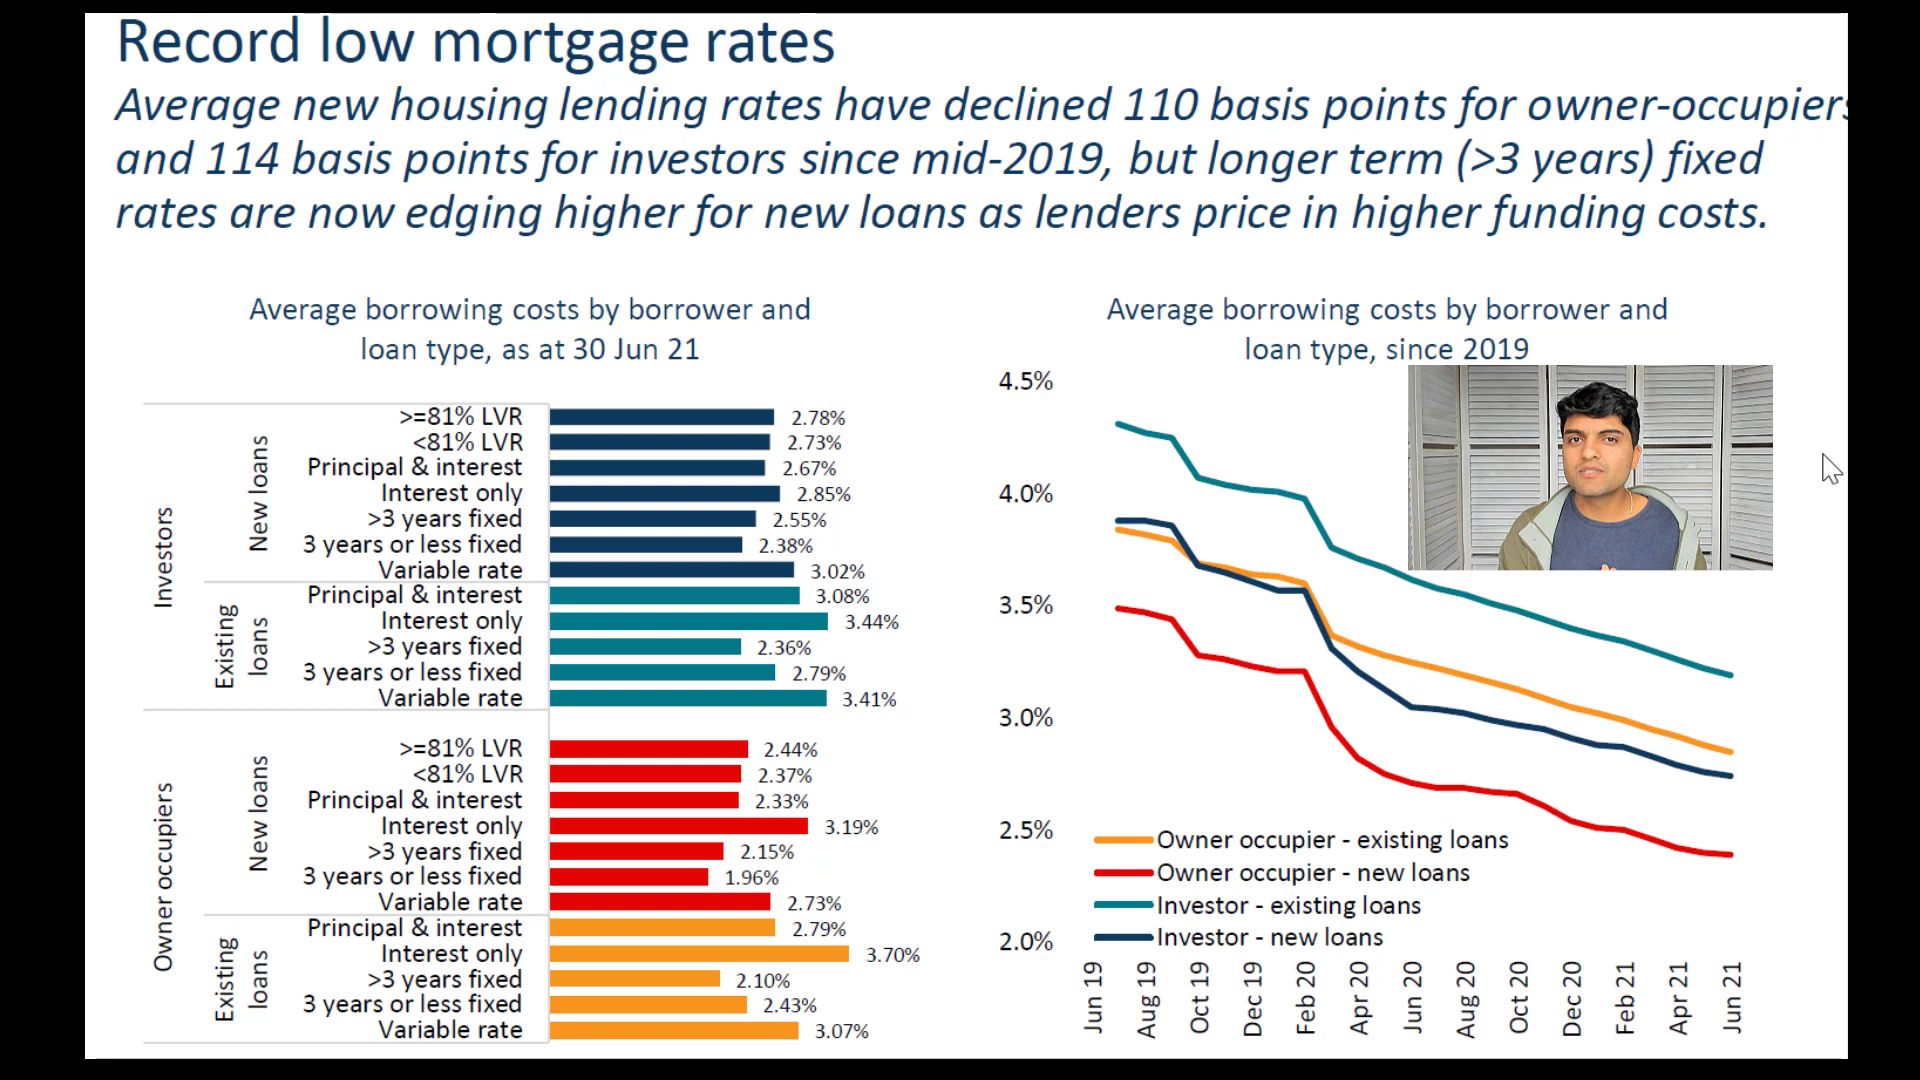 Record low mortgage rates
Average new housing lending rates have declined 110 basis points for owner-occupiers
and 114 basis points for investors since mid-2019, but longer term (>3 years) fixed
rates are now edging higher for new loans as lenders price in higher funding costs.
Average borrowing costs by borrower and
loan type, as at 30 Jun 21
Investors
New loans
>=81% LVR 2.78%
<81% LVR 2.73%
Principal & interest 2.67%
Interest only 2.85%
>3 years fixed 2.55%
3 years or less fixed 2.38%
Variable rate 3.02%
Existing
loans
Principal & interest 3.08%
Interest only 3.44%
>3 years fixed 2.36%
3 years or less fixed 2.79%
Variable rate 3.41%
Owner occupiers
New loans
>=81% LVR 2.44%
<81% LVR 2.37%
Principal & interest 2.33%
Interest only 3.19%
>3 years fixed 2.15%
3 years or less fixed 1.96%
Variable rate 2.73%
Existing
loans
Principal & interest 2.79%
Interest only 3.70%
>3 years fixed 2.10%
3 years or less fixed 2.43%
Variable rate 3.07%
Average borrowing costs by borrower and
loan type, since 2019
4.5%
4.0%
3.5%
3.0%
2.5%
2.0%
Owner occupier - existing loans
Owner occupier - new loans
Investor - existing loans
Investor - new loans
Jun 19
Aug 19
Oct 19
Dec 19
Feb 20
Apr 20
Jun 20
Aug 20
Oct 20
Dec 20
Feb 21
Apr 21
Jun 21